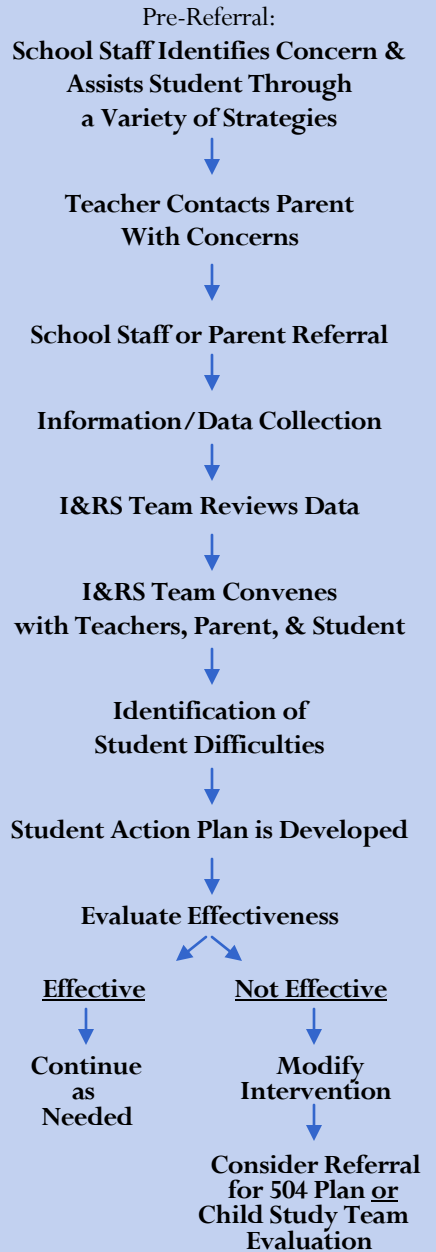 Pre-Referral:
School Staff Identifies Concern &
Assists Student Through
a Variety of Strategies
Teacher Contacts Parent
With Concerns
School Staff or Parent Referral
Information/Data Collection
I&RS Team Reviews Data
I&RS Team Convenes
with Teachers, Parent, & Student
Identification of
Student Difficulties
Student Action Plan is Developed
Evaluate Effectiveness
Effective
Continue
as
Needed
Not Effective
Modify
Intervention
Consider Referral
for 504 Plan or
Child Study Team
Evaluation